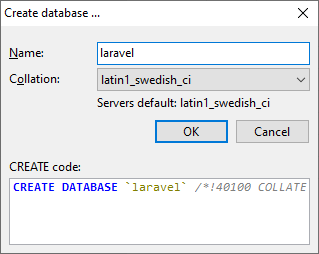 Create database ...
Name:
laravel
Collation:
latin1_swedish_ci
Servers default: latin1_swedish_ci
OK
Cancel
CREATE code:
CREATE DATABASE `laravel` /*!40100 COLLATE